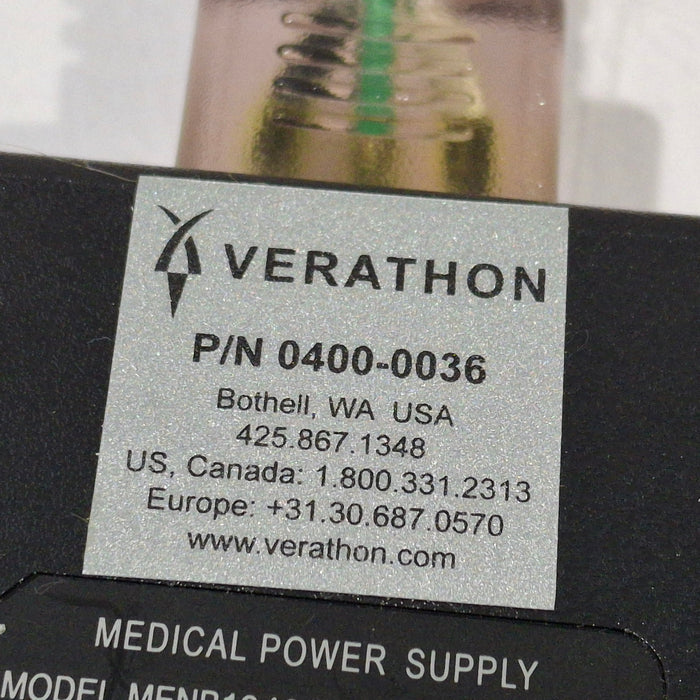 VERATHON
P/N 0400-0036
Bothell, WA USA
425.867.1348
US, Canada: 1.800.331.2313
Europe: +31.30.687.0570
www.verathon.com
MEDICAL POWER SUPPLY
MODEL